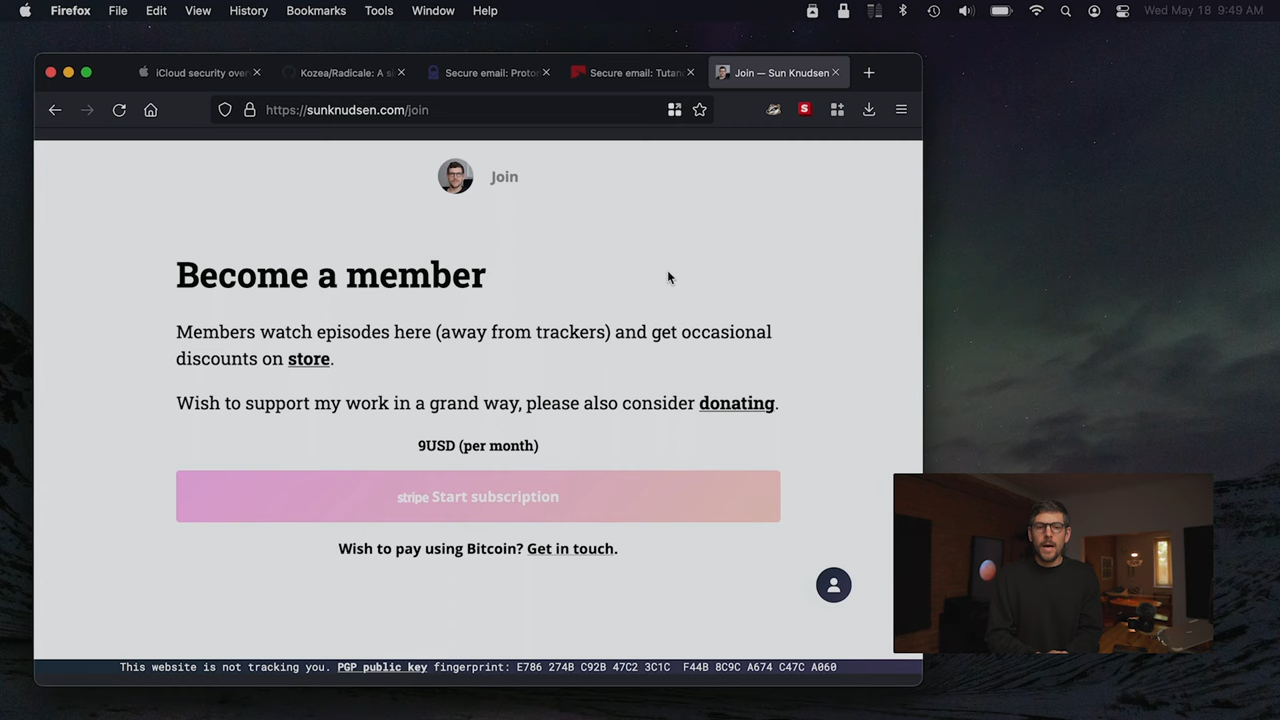 Firefox File Edit View History Bookmarks Tools Window Help Wed May 18 9:49 AM
iCloud security over Kozea/Radicale: A si Secure email: Proton Secure email: Tutano Join — Sun Knudsen
https://sunknudsen.com/join
S
Join
Become a member
Members watch episodes here (away from trackers) and get occasional
discounts on store.
Wish to support my work in a grand way, please also consider donating.
9USD (per month)
stripe Start subscription
Wish to pay using Bitcoin? Get in touch.
This website is not tracking you. PGP public key fingerprint: E786 274B C92B 47C2 3C1C F44B 8C9C A674 C47C A060